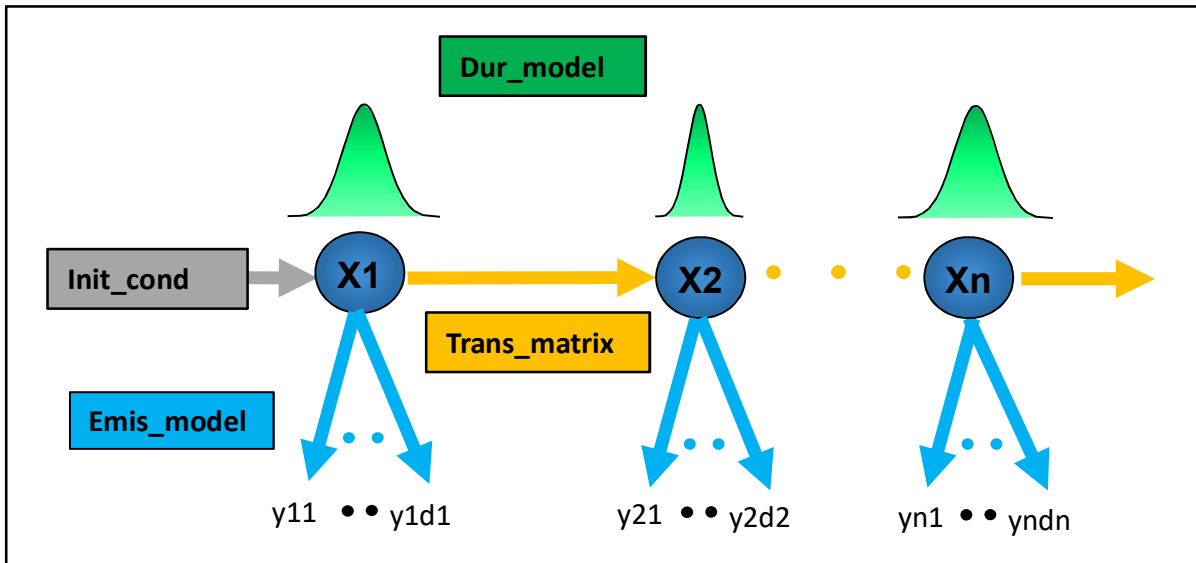 Dur_model
Init_cond
X1
X2
Xn
Trans_matrix
Emis_model
y11 •• y1d1
y21 •• y2d2
yn1 •• yndn